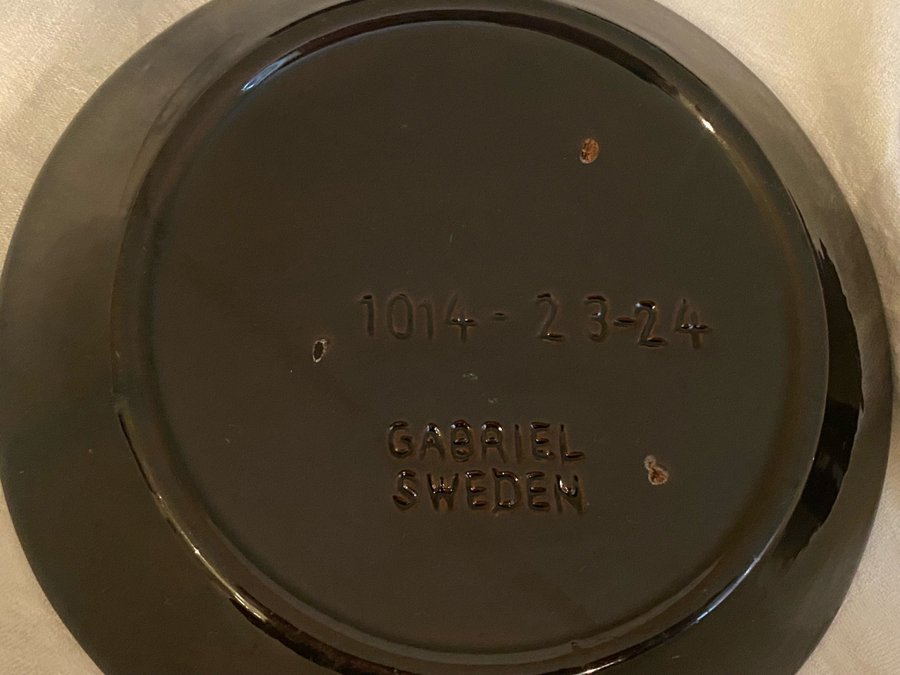 1014 - 23-24
GABRIEL
SWEDEN